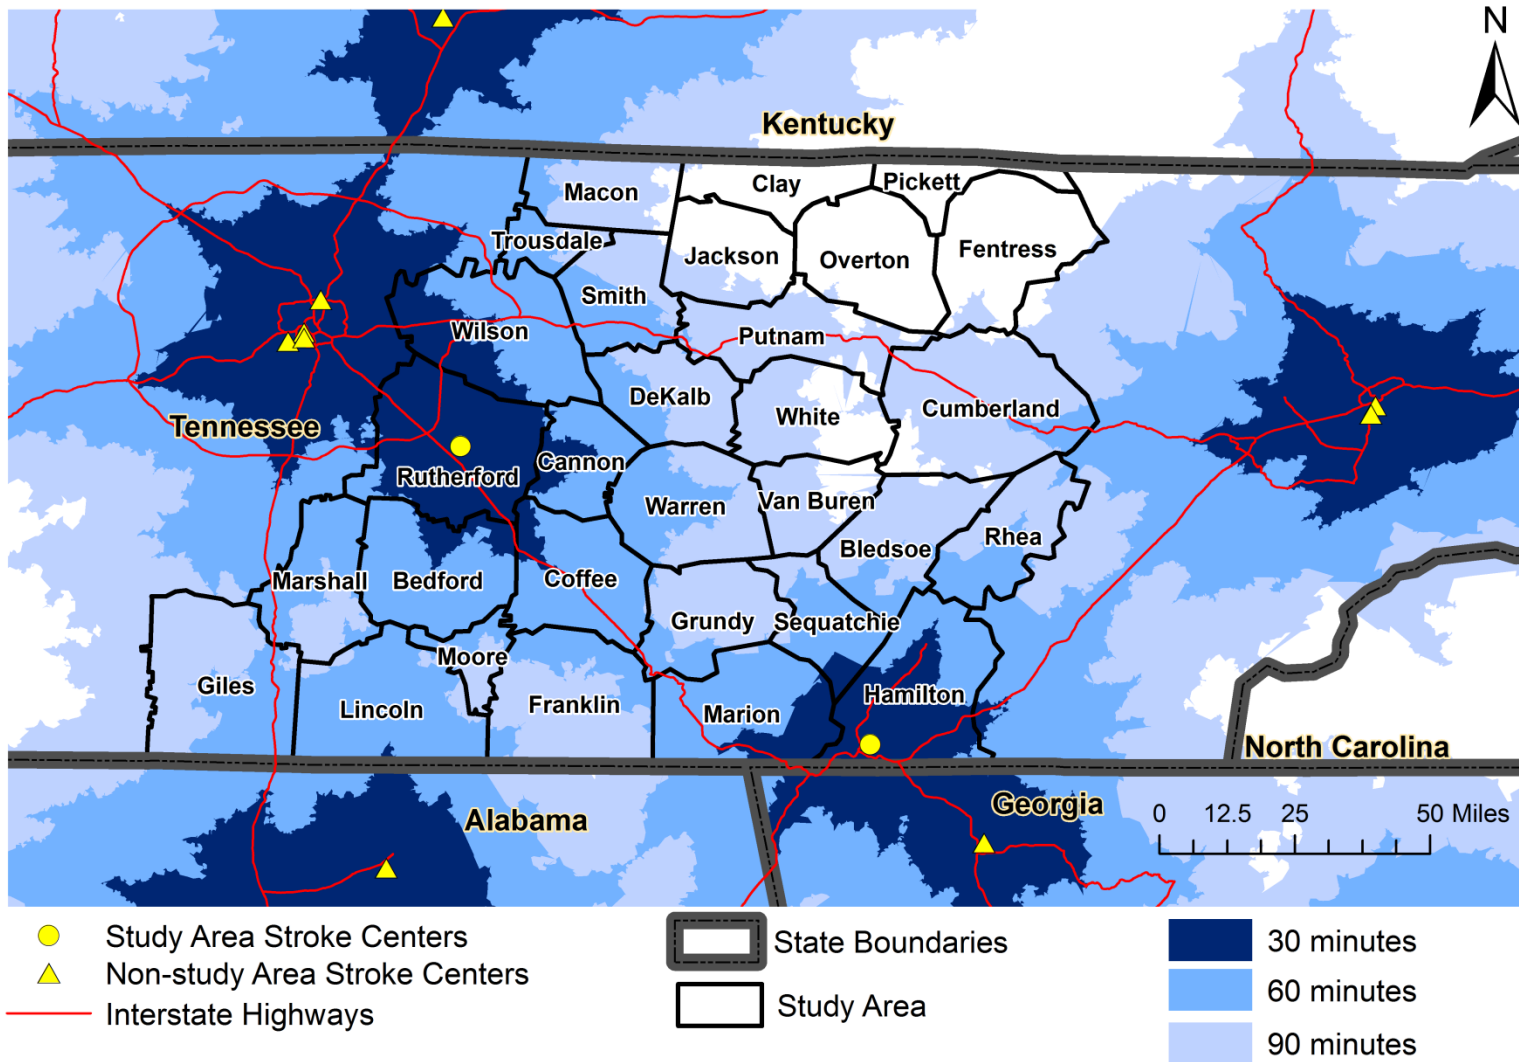 N
Kentucky
Macon
Clay
Pickett
Trousdale
Jackson
Overton
Fentress
Smith
Wilson
Putnam
DeKalb
White
Cumberland
Tennessee
Rutherford
Cannon
Warren
Van Buren
Rhea
Bledsoe
Marshall
Bedford
Coffee
Grundy
Sequatchie
Moore
Giles
Lincoln
Franklin
Marion
Hamilton
North Carolina
Alabama
Georgia
0 12.5 25 50 Miles
Study Area Stroke Centers
Non-study Area Stroke Centers
Interstate Highways
State Boundaries
Study Area
30 minutes
60 minutes
90 minutes